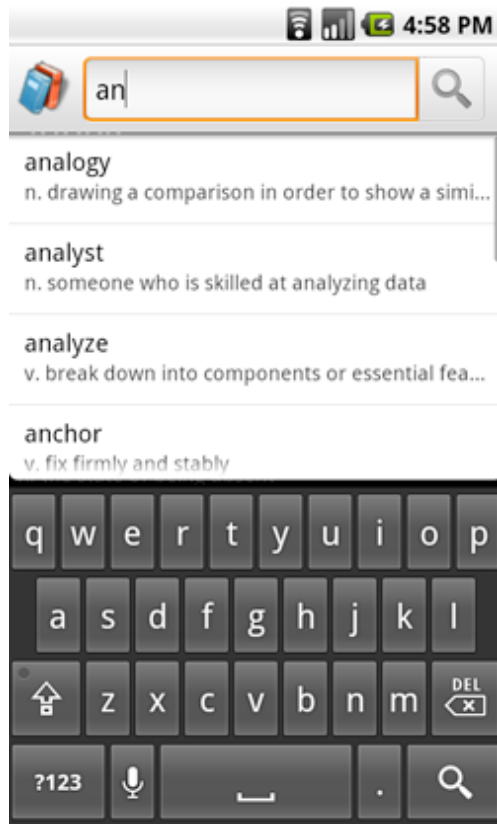 4:58 PM
an
analogy
n. drawing a comparison in order to show a simi...
analyst
n. someone who is skilled at analyzing data
analyze
v. break down into components or essential fea...
anchor
v. fix firmly and stably
q w e r t y u i o p
a s d f g h j k l
z x c v b n m DEL
?123 .